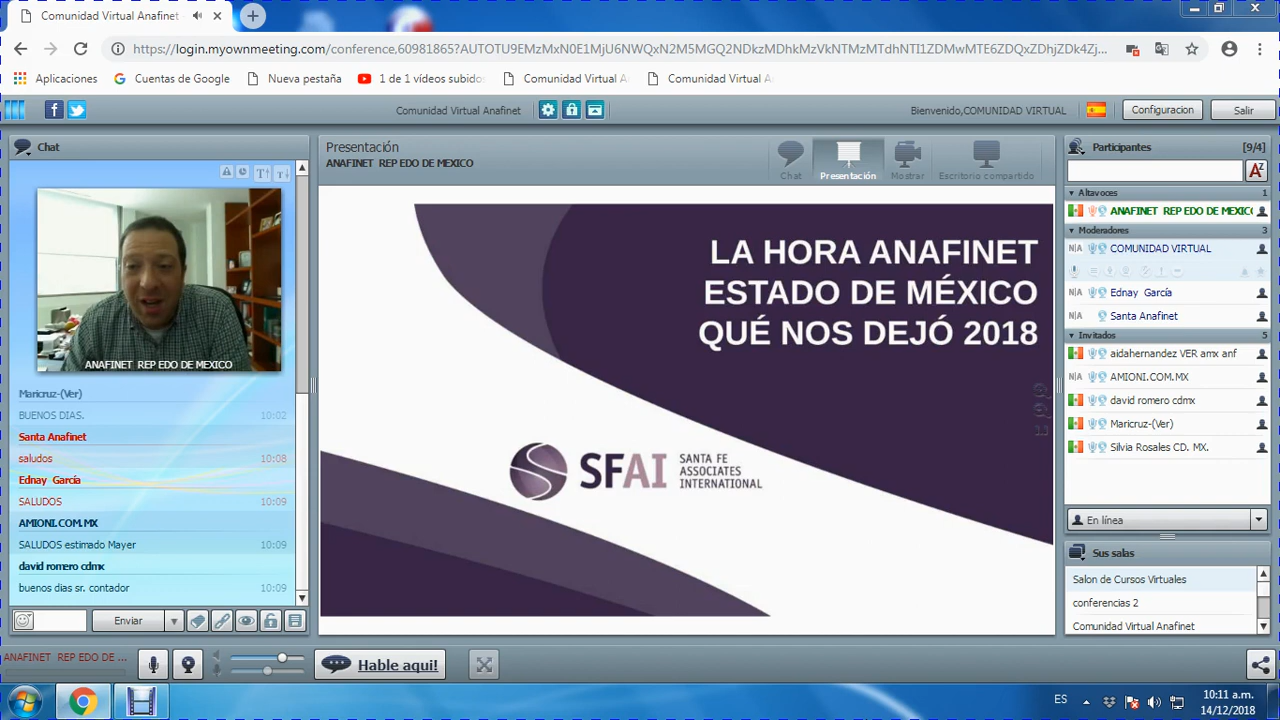 Comunidad Virtual Anafinet
https://login.myownmeeting.com/conference,60981865?AUTOTU9EMzMxN0E1MjU6NWQxN2M5MGQ2NDkzMDhkMzVkNTMzMTdhNTI1ZDMwMTE6ZDQxZDhjZDk4Zj...
Aplicaciones
Cuentas de Google
Nueva pestaña
1 de 1 vídeos subidos
Comunidad Virtual A
Comunidad Virtual A
Comunidad Virtual Anafinet
Bienvenido,COMUNIDAD VIRTUAL
Configuracion
Salir
Chat
ANAFINET REP EDO DE MEXICO
Maricruz-(Ver)
BUENOS DIAS. 10:02
Santa Anafinet
saludos 10:08
Ednay García
SALUDOS 10:09
AMIONI.COM.MX
SALUDOS estimado Mayer 10:09
david romero cdmx
buenos dias sr. contador 10:09
Enviar
Presentación
ANAFINET REP EDO DE MEXICO
Chat
Presentación
Mostrar
Escritorio compartido
LA HORA ANAFINET
ESTADO DE MÉXICO
QUÉ NOS DEJÓ 2018
SFAI
SANTA FE
ASSOCIATES
INTERNATIONAL
Participantes [9/4]
AZ
Altavoces 1
ANAFINET REP EDO DE MEXICO
Moderadores 3
N|A COMUNIDAD VIRTUAL
N|A Ednay García
N|A Santa Anafinet
Invitados 5
aidahernandez VER amx anf
N|A AMIONI.COM.MX
david romero cdmx
Maricruz-(Ver)
Silvia Rosales CD. MX.
En línea
Sus salas
Salon de Cursos Virtuales
conferencias 2
Comunidad Virtual Anafinet
ANAFINET REP EDO DE ...
Hable aqui!
ES
10:11 a.m.
14/12/2018